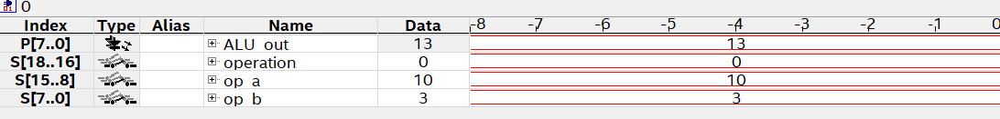 0
Index Type Alias Name Data -8 -7 -6 -5 -4 -3 -2 -1 0
P[7..0] ALU_out 13 13
S[18..16] operation 0 0
S[15..8] op_a 10 10
S[7..0] op_b 3 3